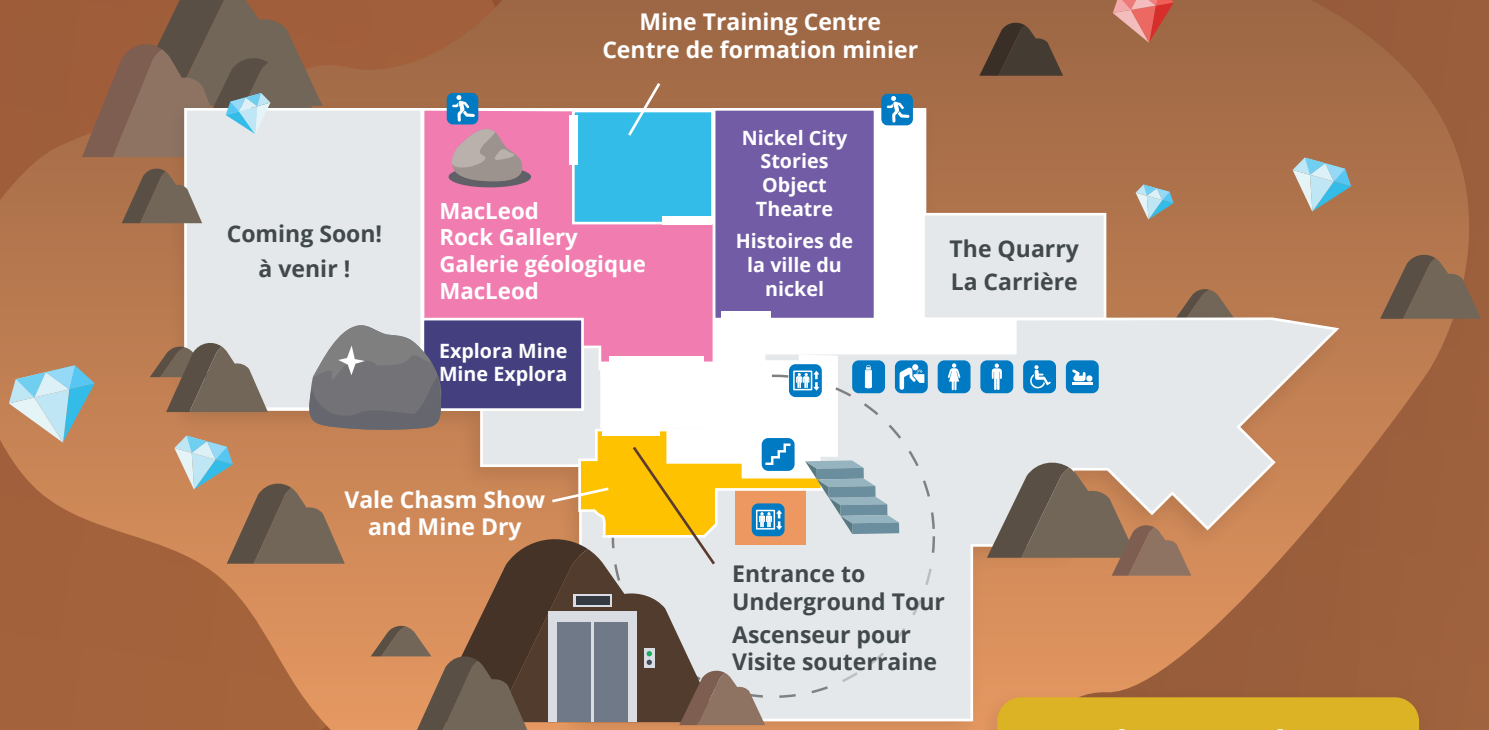 Mine Training Centre
Centre de formation minier
Nickel City
Stories
Object
Theatre
Histoires de
la ville du
nickel
MacLeod
Rock Gallery
Galerie géologique
MacLeod
Coming Soon!
à venir !
The Quarry
La Carrière
Explora Mine
Mine Explora
Vale Chasm Show
and Mine Dry
Entrance to
Underground Tour
Ascenseur pour
Visite souterraine